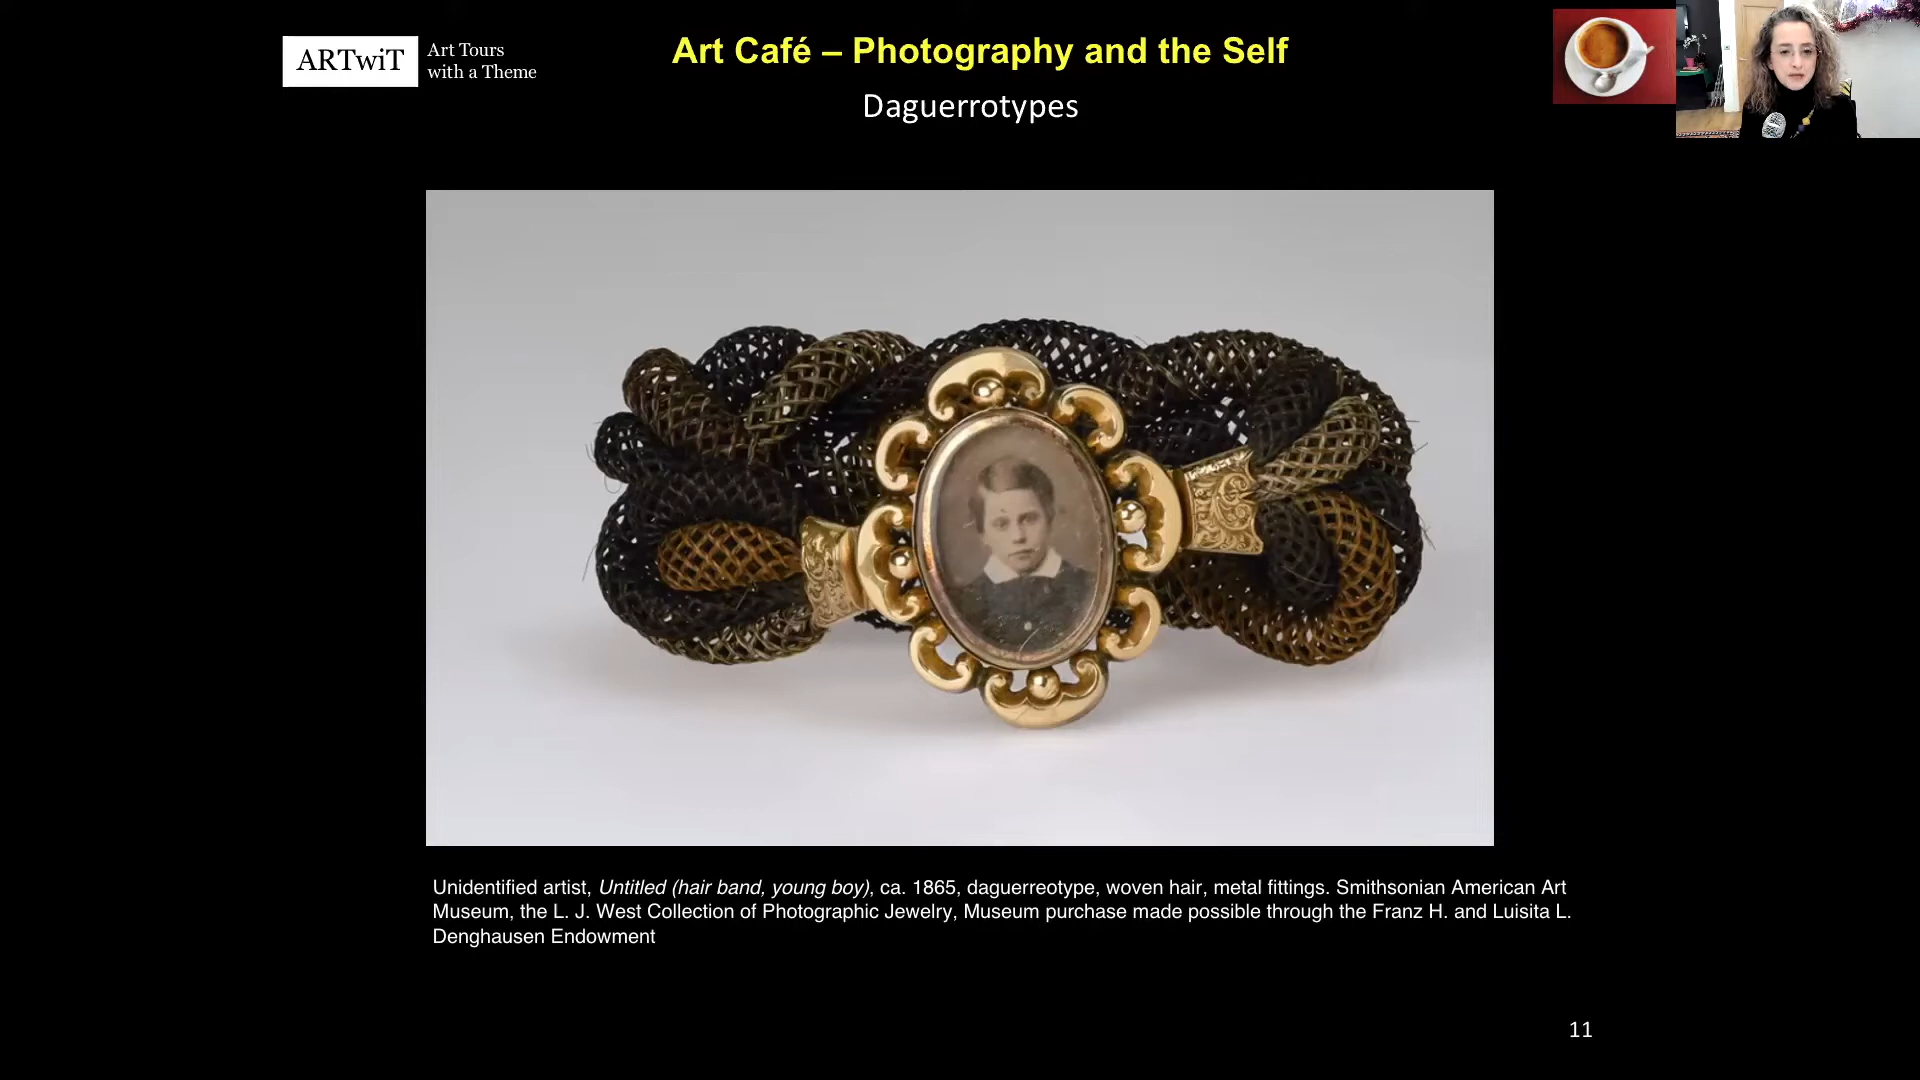 ARTwiT
Art Tours
with a Theme
Art Café – Photography and the Self
Daguerrotypes
Unidentified artist, Untitled (hair band, young boy), ca. 1865, daguerreotype, woven hair, metal fittings. Smithsonian American Art
Museum, the L. J. West Collection of Photographic Jewelry, Museum purchase made possible through the Franz H. and Luisita L.
Denghausen Endowment
11